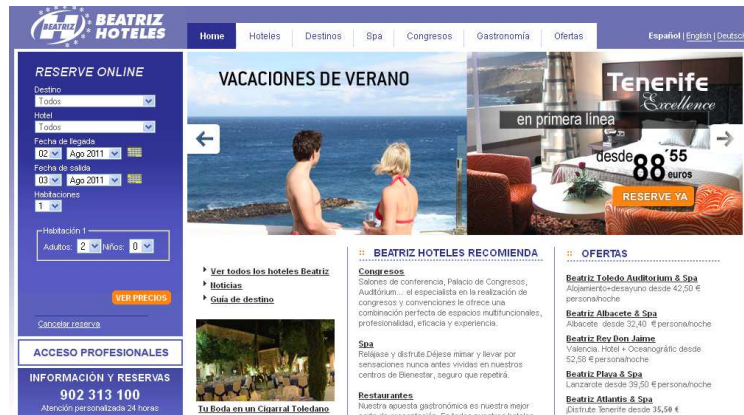 BEATRIZ
BEATRIZ
HOTELES
Home Hoteles Destinos Spa Congresos Gastronomía Ofertas
Español | English | Deutsch
RESERVE ONLINE
Destino
Todos
Hotel
Todos
Fecha de llegada
02 Ago 2011
Fecha de salida
03 Ago 2011
Habitaciones
1
Habitación 1
Adultos: 2 Niños: 0
VER PRECIOS
Cancelar reserva
ACCESO PROFESIONALES
INFORMACIÓN Y RESERVAS
902 313 100
Atención personalizada 24 horas
VACACIONES DE VERANO
Tenerife
Excellence
en primera línea
desde 88'55
euros
RESERVE YA
Ver todos los hoteles Beatriz
Noticias
Guía de destino
Tu Boda en un Cigarral Toledano
BEATRIZ HOTELES RECOMIENDA
Congresos
Salones de conferencia, Palacio de Congresos,
Auditórium... el especialista en la realización de
congresos y convenciones le ofrece una
combinación perfecta de espacios multifuncionales,
profesionalidad, eficacia y experiencia.
Spa
Relájase y disfrute.Déjese mimar y llevar por
sensaciones nunca antes vividas en nuestros
centros de Bienestar, seguro que repetirá.
Restaurantes
Nuestra apuesta gastronómica es nuestra mejor
OFERTAS
Beatriz Toledo Auditorium & Spa
Alojamiento+desayuno desde 42,50 €
persona/noche
Beatriz Albacete & Spa
Albacete desde 32,40 € persona/noche
Beatriz Rey Don Jaime
Valencia. Hotel + Oceanográfic desde
52,58 € persona/noche
Beatriz Playa & Spa
Lanzarote desde 39,50 € persona/noche
Beatriz Atlantis & Spa
¡Disfrute Tenerife desde 35,50 €